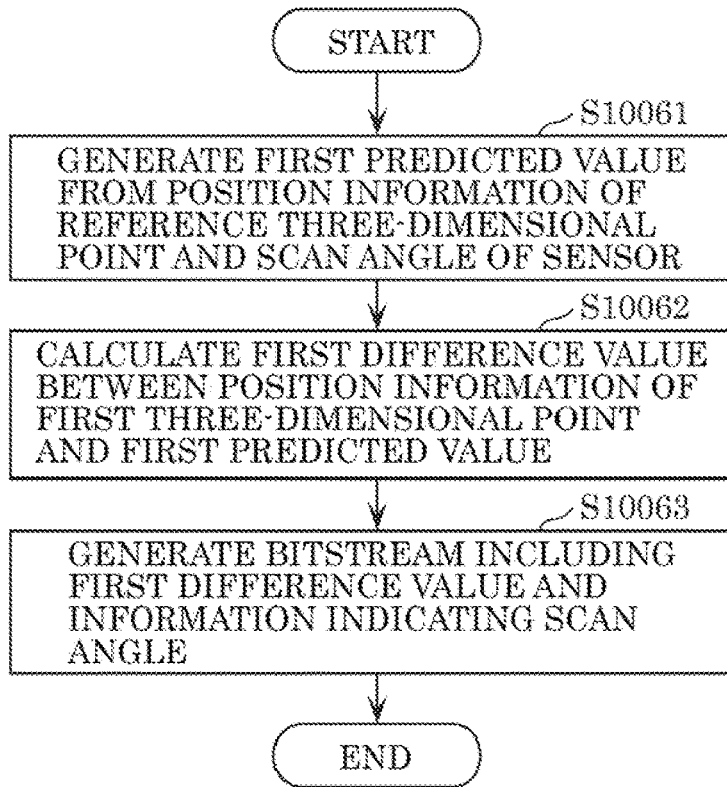 START
S10061
GENERATE FIRST PREDICTED VALUE
FROM POSITION INFORMATION OF
REFERENCE THREE-DIMENSIONAL
POINT AND SCAN ANGLE OF SENSOR
S10062
CALCULATE FIRST DIFFERENCE VALUE
BETWEEN POSITION INFORMATION OF
FIRST THREE-DIMENSIONAL POINT
AND FIRST PREDICTED VALUE
S10063
GENERATE BITSTREAM INCLUDING
FIRST DIFFERENCE VALUE AND
INFORMATION INDICATING SCAN
ANGLE
END